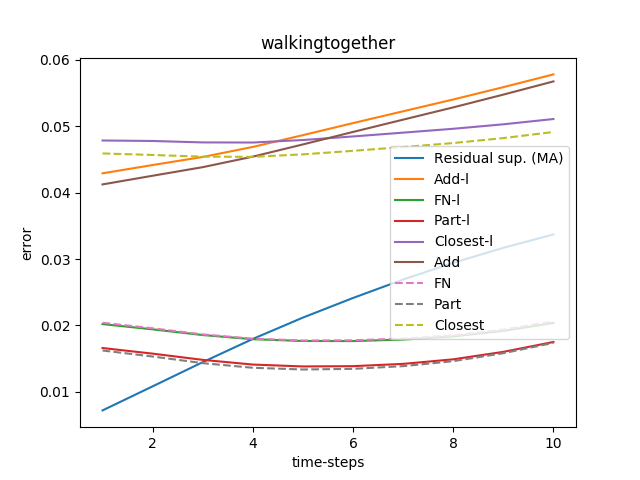 walkingtogether
0.06
0.05
0.04
0.03
0.02
0.01
error
Residual sup. (MA)
Add-l
FN-l
Part-l
Closest-l
Add
FN
Part
Closest
2
4
6
8
10
time-steps